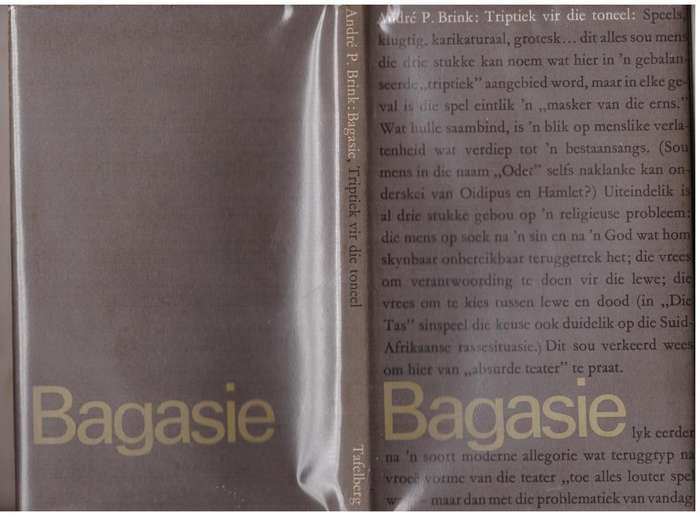 Bagasie
André P. Brink: Bagasie, Triptiek vir die toneel
Tafelberg
André P. Brink: Triptiek vir die toneel: Speels,
klugtig, karikaturaal, grotesk... dit alles sou mens
die drie stukke kan noem wat hier in 'n gebalan-
seerde „triptiek” aangebied word, maar in elke ge-
val is die spel eintlik 'n „masker van die erns.”
Wat hulle saambind, is 'n blik op menslike verla-
tenheid wat verdiep tot 'n bestaansangs. (Sou
mens in die naam „Oder” selfs naklanke kan on-
derskei van Oidipus en Hamlet?) Uiteindelik is
al drie stukke gebou op 'n religieuse probleem:
die mens op soek na 'n sin en na 'n God wat hom
skynbaar onbereikbaar teruggetrek het; die vrees
om verantwoording te doen vir die lewe; die
vrees om te kies tussen lewe en dood (in „Die
Tas” sinspeel die keuse ook duidelik op die Suid-
Afrikaanse rassesituasie.) Dit sou verkeerd wees
om hier van „absurde teater” te praat.
Bagasie lyk eerder
na 'n soort moderne allegorie wat teruggryp na
vroeë vorme van die teater „toe alles louter spel
maar dan met die problematiek van vandag